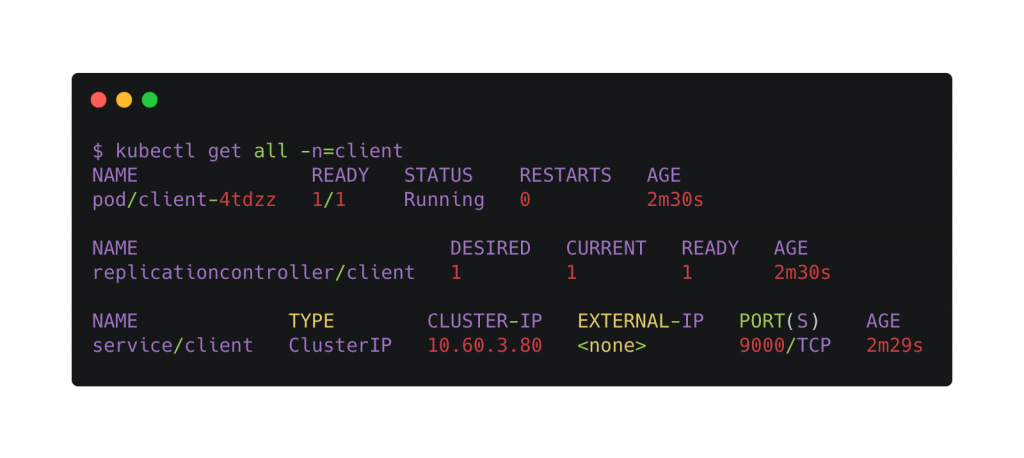 $ kubectl get all -n=client
NAME               READY   STATUS    RESTARTS   AGE
pod/client-4tdzz   1/1     Running   0          2m30s
NAME                           DESIRED   CURRENT   READY   AGE
replicationcontroller/client   1         1         1       2m30s
NAME             TYPE        CLUSTER-IP   EXTERNAL-IP   PORT(S)    AGE
service/client   ClusterIP   10.60.3.80   <none>        9000/TCP   2m29s